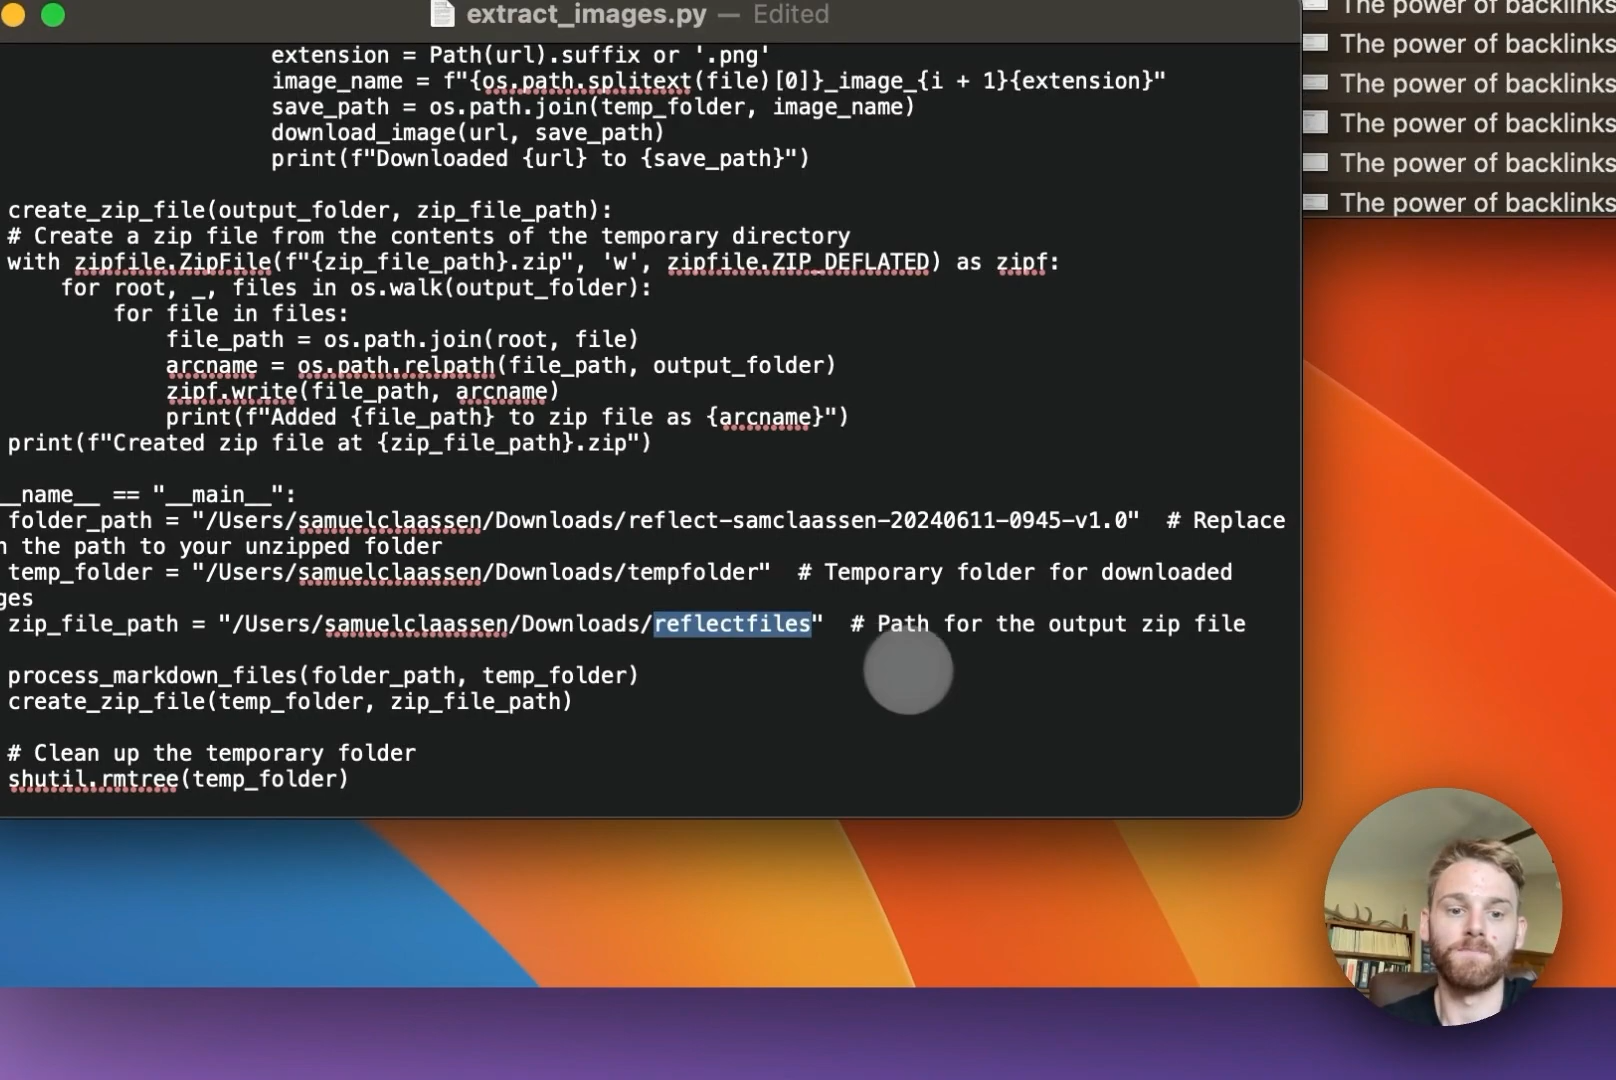 extract_images.py — Edited
extension = Path(url).suffix or '.png'
image_name = f"{os.path.splitext(file)[0]}_image_{i + 1}{extension}"
save_path = os.path.join(temp_folder, image_name)
download_image(url, save_path)
print(f"Downloaded {url} to {save_path}")
create_zip_file(output_folder, zip_file_path):
# Create a zip file from the contents of the temporary directory
with zipfile.ZipFile(f"{zip_file_path}.zip", 'w', zipfile.ZIP_DEFLATED) as zipf:
for root, _, files in os.walk(output_folder):
for file in files:
file_path = os.path.join(root, file)
arcname = os.path.relpath(file_path, output_folder)
zipf.write(file_path, arcname)
print(f"Added {file_path} to zip file as {arcname}")
print(f"Created zip file at {zip_file_path}.zip")
__name__ == "__main__":
folder_path = "/Users/samuelclaassen/Downloads/reflect-samclaassen-20240611-0945-v1.0"  # Replace
the path to your unzipped folder
temp_folder = "/Users/samuelclaassen/Downloads/tempfolder"  # Temporary folder for downloaded
ges
zip_file_path = "/Users/samuelclaassen/Downloads/reflectfiles"  # Path for the output zip file
process_markdown_files(folder_path, temp_folder)
create_zip_file(temp_folder, zip_file_path)
# Clean up the temporary folder
shutil.rmtree(temp_folder)
The power of backlinks
The power of backlinks
The power of backlinks
The power of backlinks
The power of backlinks
The power of backlinks